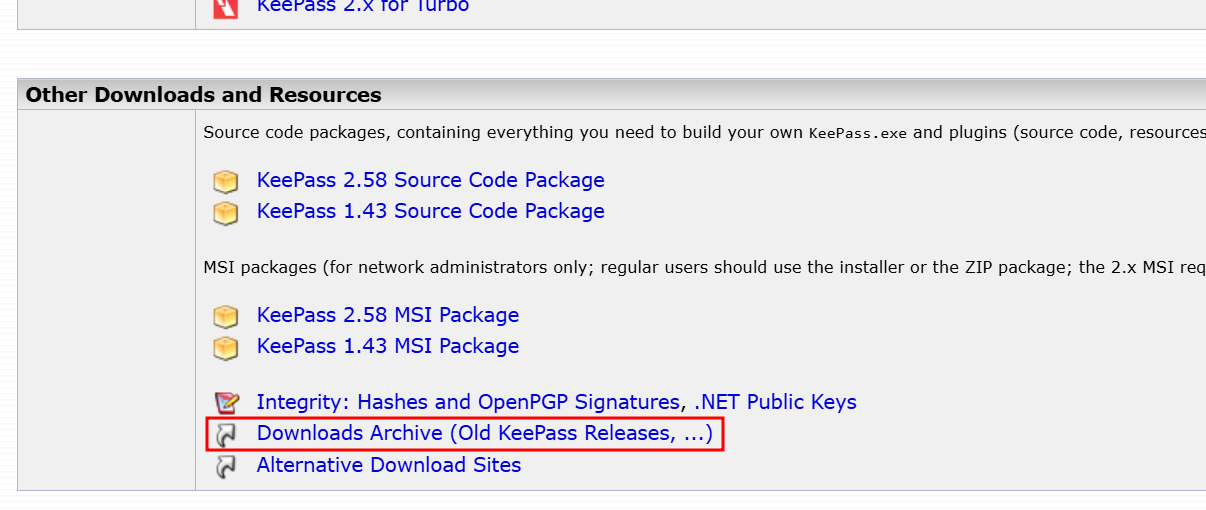 KeePass 2.x for Turbo
Other Downloads and Resources
Source code packages, containing everything you need to build your own KeePass.exe and plugins (source code, resources
KeePass 2.58 Source Code Package
KeePass 1.43 Source Code Package
MSI packages (for network administrators only; regular users should use the installer or the ZIP package; the 2.x MSI req
KeePass 2.58 MSI Package
KeePass 1.43 MSI Package
Integrity: Hashes and OpenPGP Signatures, .NET Public Keys
Downloads Archive (Old KeePass Releases, ...)
Alternative Download Sites